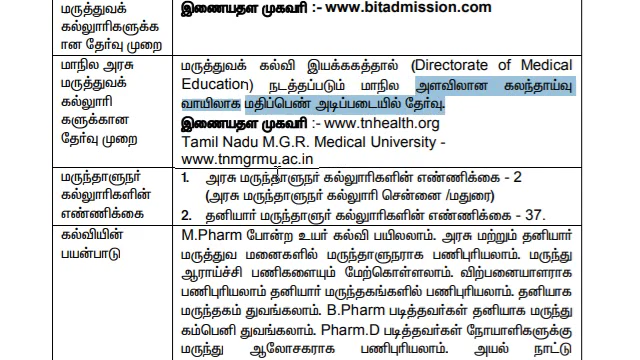 மருத்துவக்
கல்லூரிகளுக்க
ான தேர்வு முறை
இணையதள முகவரி :- www.bitadmission.com
மாநில அரசு
மருத்துவக்
கல்லூரி
களுக்கான
தேர்வு முறை
மருத்துவக் கல்வி இயக்ககத்தால் (Directorate of Medical
Education) நடத்தப்படும் மாநில அளவிலான கலந்தாய்வு
வாயிலாக மதிப்பெண் அடிப்படையில் தேர்வு.
இணையதள முகவரி :- www.tnhealth.org
Tamil Nadu M.G.R. Medical University -
www.tnmgrmu.ac.in
மருந்தாளுநர்
கல்லூரிகளின்
எண்ணிக்கை
1. அரசு மருந்தாளுநர் கல்லூரிகளின் எண்ணிக்கை - 2
(அரசு மருந்தாளுநர் கல்லூரி சென்னை /மதுரை)
2. தனியார் மருந்தாளுர் கல்லூரிகளின் எண்ணிக்கை - 37.
கல்வியின்
பயன்பாடு
M.Pharm போன்ற உயர் கல்வி பயிலலாம். அரசு மற்றும் தனியார்
மருத்துவ மனைகளில் மருந்தாளுநராக பணிபுரியலாம். மருந்து
ஆராய்ச்சி பணிகளையும் மேற்கொள்ளலாம். விற்பனையாளராக
பணிபுரியலாம் தனியார் மருந்தகங்களில் பணிபுரியலாம். தனியாக
மருந்தகம் துவங்கலாம். B.Pharm படித்தவர்கள் தனியாக மருந்து
கம்பெனி துவங்கலாம். Pharm.D படித்தவர்கள் நோயாளிகளுக்கு
மருந்து ஆலோசகராக பணிபுரியலாம். அயல் நாட்டு